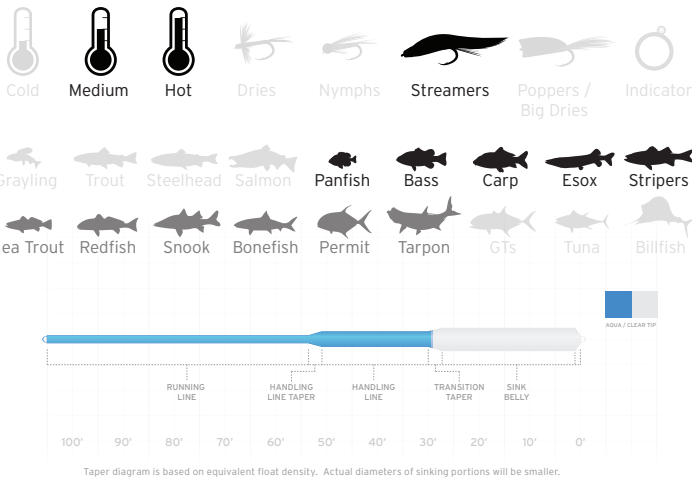 Cold Medium Hot Dries Nymphs Streamers Poppers / Indicator
Big Dries
Grayling Trout Steelhead Salmon Panfish Bass Carp Esox Stripers
ea Trout Redfish Snook Bonefish Permit Tarpon GTs Tuna Billfish
AQUA / CLEAR TIP
RUNNING HANDLING HANDLING TRANSITION SINK
LINE LINE TAPER LINE TAPER BELLY
100' 90' 80' 70' 60' 50' 40' 30' 20' 10' 0'
Taper diagram is based on equivalent float density. Actual diameters of sinking portions will be smaller.